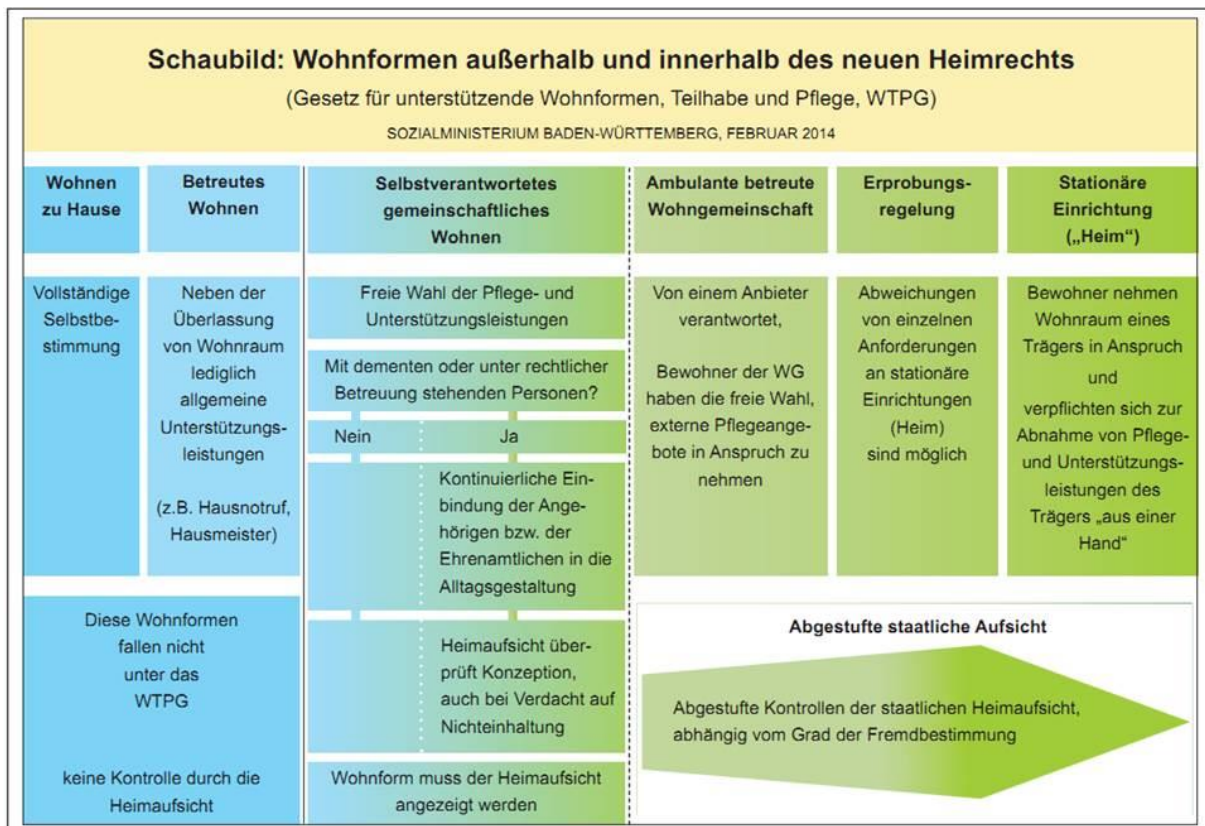 Schaubild: Wohnformen außerhalb und innerhalb des neuen Heimrechts
(Gesetz für unterstützende Wohnformen, Teilhabe und Pflege, WTPG)
SOZIALMINISTERIUM BADEN-WÜRTTEMBERG, FEBRUAR 2014
Wohnen
zu Hause
Betreutes
Wohnen
Selbstverantwortetes
gemeinschaftliches
Wohnen
Ambulante betreute
Wohngemeinschaft
Erprobungs-
regelung
Stationäre
Einrichtung
(„Heim“)
Vollständige
Selbstbe-
stimmung
Neben der
Überlassung
von Wohnraum
lediglich
allgemeine
Unterstützungs-
leistungen
(z.B. Hausnotruf,
Hausmeister)
Freie Wahl der Pflege- und
Unterstützungsleistungen
Mit dementen oder unter rechtlicher
Betreuung stehenden Personen?
Nein
Ja
Kontinuierliche Ein-
bindung der Ange-
hörigen bzw. der
Ehrenamtlichen in die
Alltagsgestaltung
Heimaufsicht über-
prüft Konzeption,
auch bei Verdacht auf
Nichteinhaltung
Wohnform muss der Heimaufsicht
angezeigt werden
Von einem Anbieter
verantwortet,
Bewohner der WG
haben die freie Wahl,
externe Pflegeange-
bote in Anspruch zu
nehmen
Abweichungen
von einzelnen
Anforderungen
an stationäre
Einrichtungen
(Heim)
sind möglich
Bewohner nehmen
Wohnraum eines
Trägers in Anspruch
und
verpflichten sich zur
Abnahme von Pflege-
und Unterstützungs-
leistungen des
Trägers „aus einer
Hand“
Diese Wohnformen
fallen nicht
unter das
WTPG
keine Kontrolle durch die
Heimaufsicht
Abgestufte staatliche Aufsicht
Abgestufte Kontrollen der staatlichen Heimaufsicht,
abhängig vom Grad der Fremdbestimmung